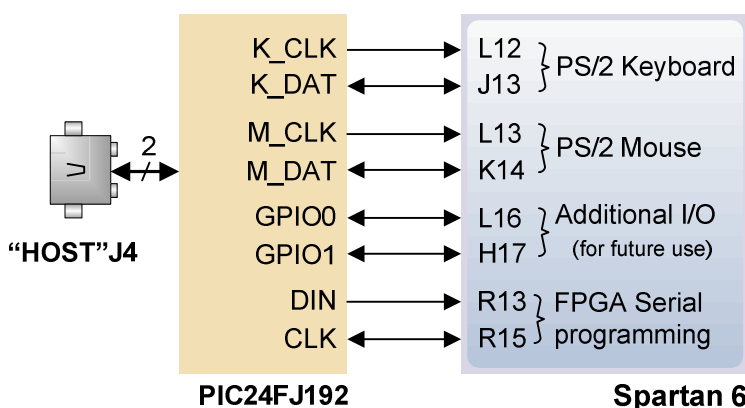 K_CLK L12
K_DAT J13
PS/2 Keyboard
M_CLK L13
M_DAT K14
PS/2 Mouse
2
GPIO0 L16
GPIO1 H17
Additional I/O
(for future use)
"HOST"J4
DIN R13
CLK R15
FPGA Serial
programming
PIC24FJ192
Spartan 6